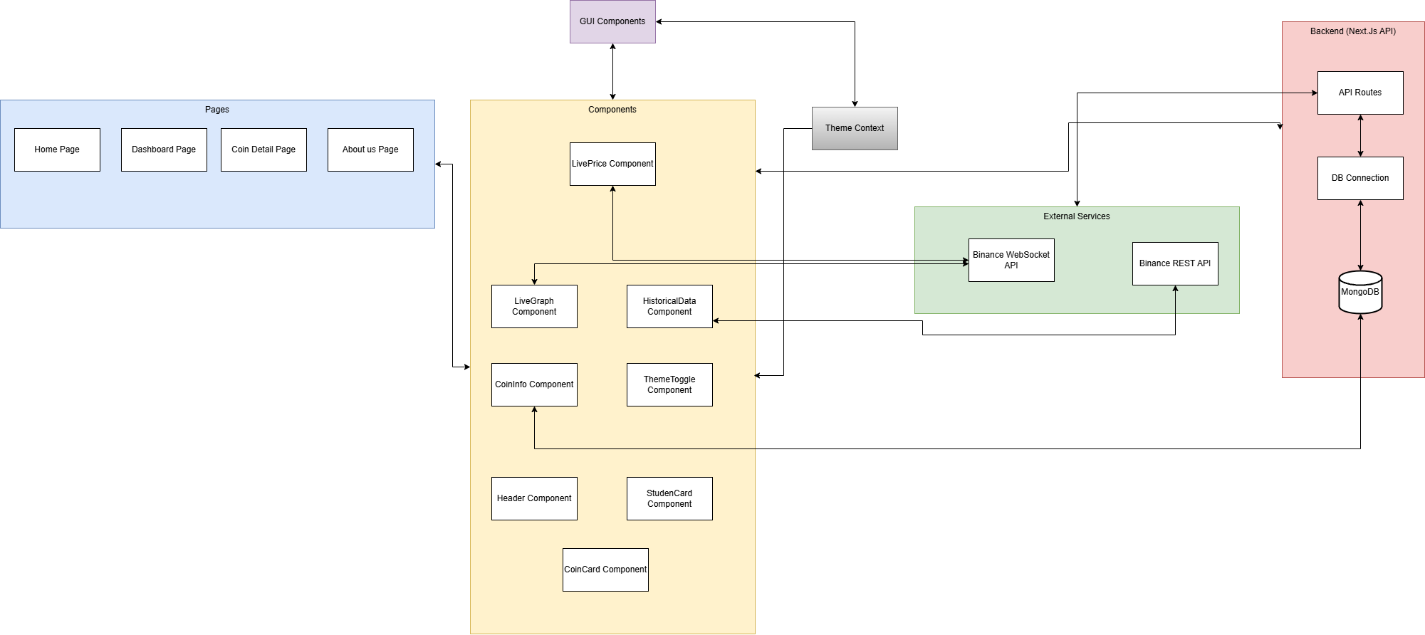 GUI Components
Backend (Next.Js API)
API Routes
DB Connection
MongoDB
Pages
Home Page
Dashboard Page
Coin Detail Page
About us Page
Components
LivePrice Component
LiveGraph
Component
HistoricalData
Component
CoinInfo Component
ThemeToggle
Component
Header Component
StudenCard
Component
CoinCard Component
Theme Context
External Services
Binance WebSocket
API
Binance REST API